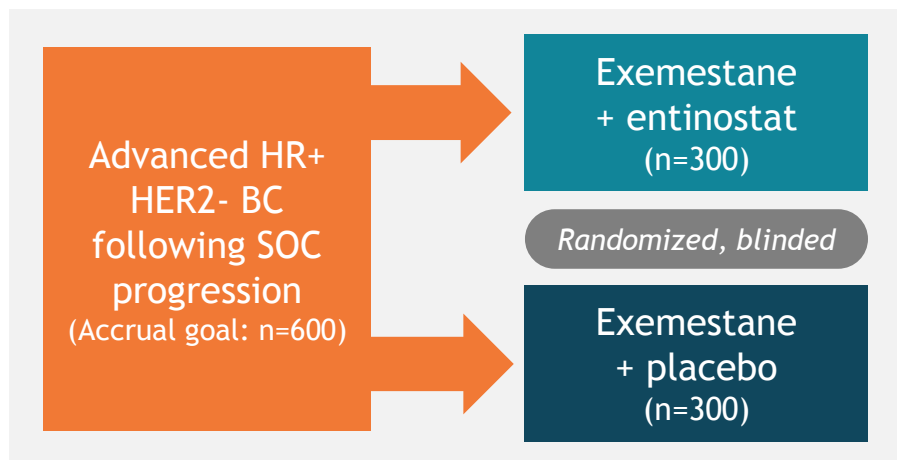 Advanced HR+
HER2- BC
following SOC
progression
(Accrual goal: n=600)
Exemestane
+ entinostat
(n=300)
Randomized, blinded
Exemestane
+ placebo
(n=300)